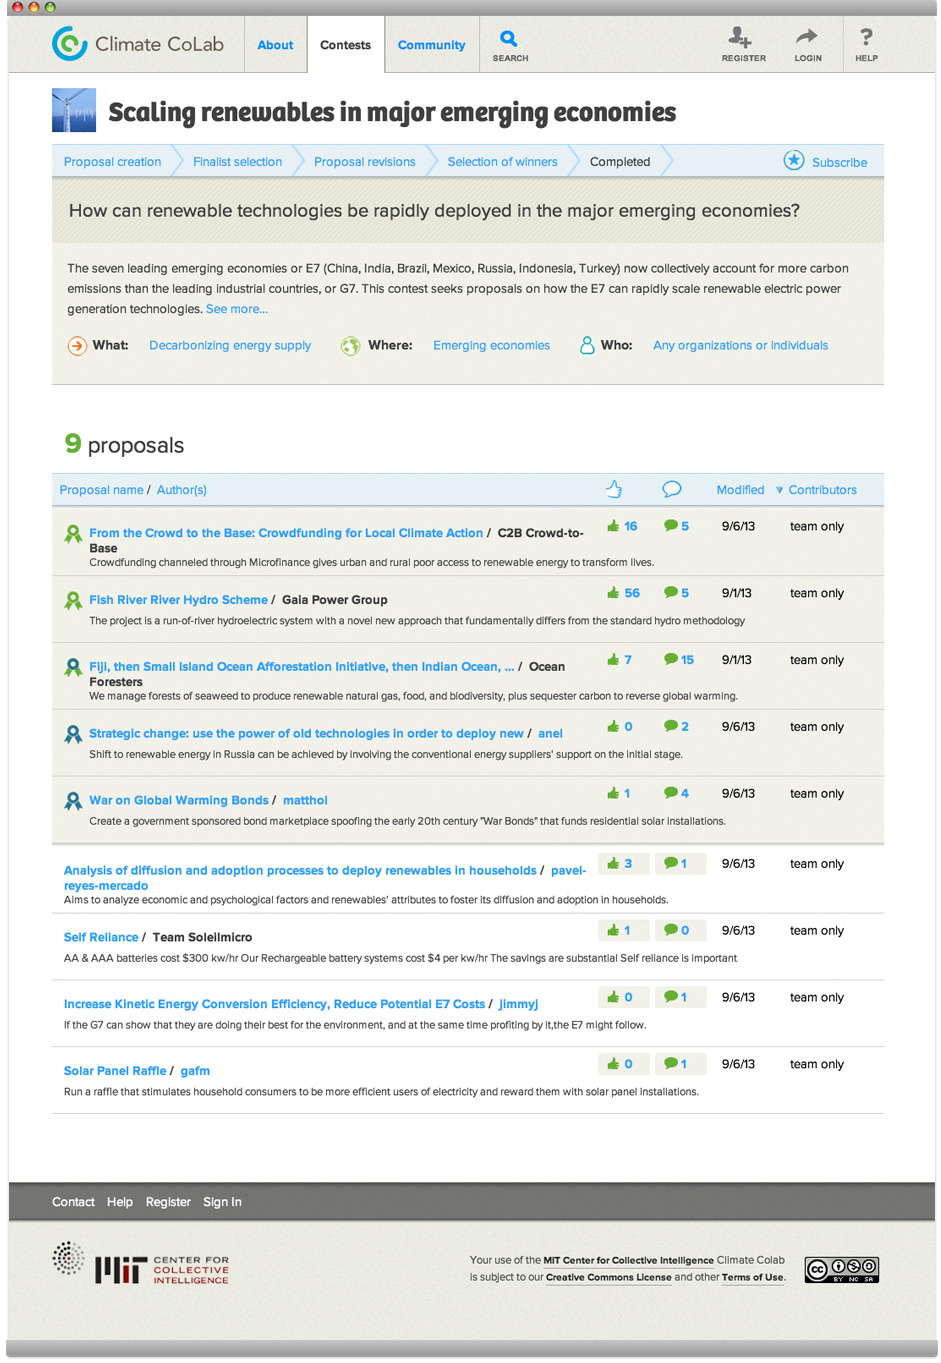 Climate CoLab
About
Contests
Community
SEARCH
REGISTER
LOGIN
?
HELP
Scaling renewables in major emerging economies
Proposal creation
Finalist selection
Proposal revisions
Selection of winners
Completed
Subscribe
How can renewable technologies be rapidly deployed in the major emerging economies?
The seven leading emerging economies or E7 (China, India, Brazil, Mexico, Russia, Indonesia, Turkey) now collectively account for more carbon
emissions than the leading industrial countries, or G7. This contest seeks proposals on how the E7 can rapidly scale renewable electric power
generation technologies. See more...
What: Decarbonizing energy supply
Where: Emerging economies
Who: Any organizations or individuals
9 proposals
Proposal name / Author(s)
Modified
Contributors
From the Crowd to the Base: Crowdfunding for Local Climate Action / C2B Crowd-to-
Base
16 5 9/6/13 team only
Crowdfunding channeled through Microfinance gives urban and rural poor access to renewable energy to transform lives.
Fish River River Hydro Scheme / Gaia Power Group
56 5 9/1/13 team only
The project is a run-of-river hydroelectric system with a novel new approach that fundamentally differs from the standard hydro methodology
Fiji, then Small Island Ocean Afforestation Initiative, then Indian Ocean, ... / Ocean
Foresters
7 15 9/1/13 team only
We manage forests of seaweed to produce renewable natural gas, food, and biodiversity, plus sequester carbon to reverse global warming.
Strategic change: use the power of old technologies in order to deploy new / anel
0 2 9/6/13 team only
Shift to renewable energy in Russia can be achieved by involving the conventional energy suppliers' support on the initial stage.
War on Global Warming Bonds / matthol
1 4 9/6/13 team only
Create a government sponsored bond marketplace spoofing the early 20th century "War Bonds" that funds residential solar installations.
Analysis of diffusion and adoption processes to deploy renewables in households / pavel-
reyes-mercado
3 1 9/6/13 team only
Aims to analyze economic and psychological factors and renewables' attributes to foster its diffusion and adoption in households.
Self Reliance / Team Soleilmicro
1 0 9/6/13 team only
AA & AAA batteries cost $300 kw/hr Our Rechargeable battery systems cost $4 per kw/hr The savings are substantial Self reliance is important
Increase Kinetic Energy Conversion Efficiency, Reduce Potential E7 Costs / jimmyj
0 1 9/6/13 team only
If the G7 can show that they are doing their best for the environment, and at the same time profiting by it,the E7 might follow.
Solar Panel Raffle / gafm
0 1 9/6/13 team only
Run a raffle that stimulates household consumers to be more efficient users of electricity and reward them with solar panel installations.
Contact Help Register Sign In
MIT
CENTER FOR
COLLECTIVE
INTELLIGENCE
Your use of the MIT Center for Collective Intelligence Climate Colab
is subject to our Creative Commons License and other Terms of Use.
cc
BY NC SA